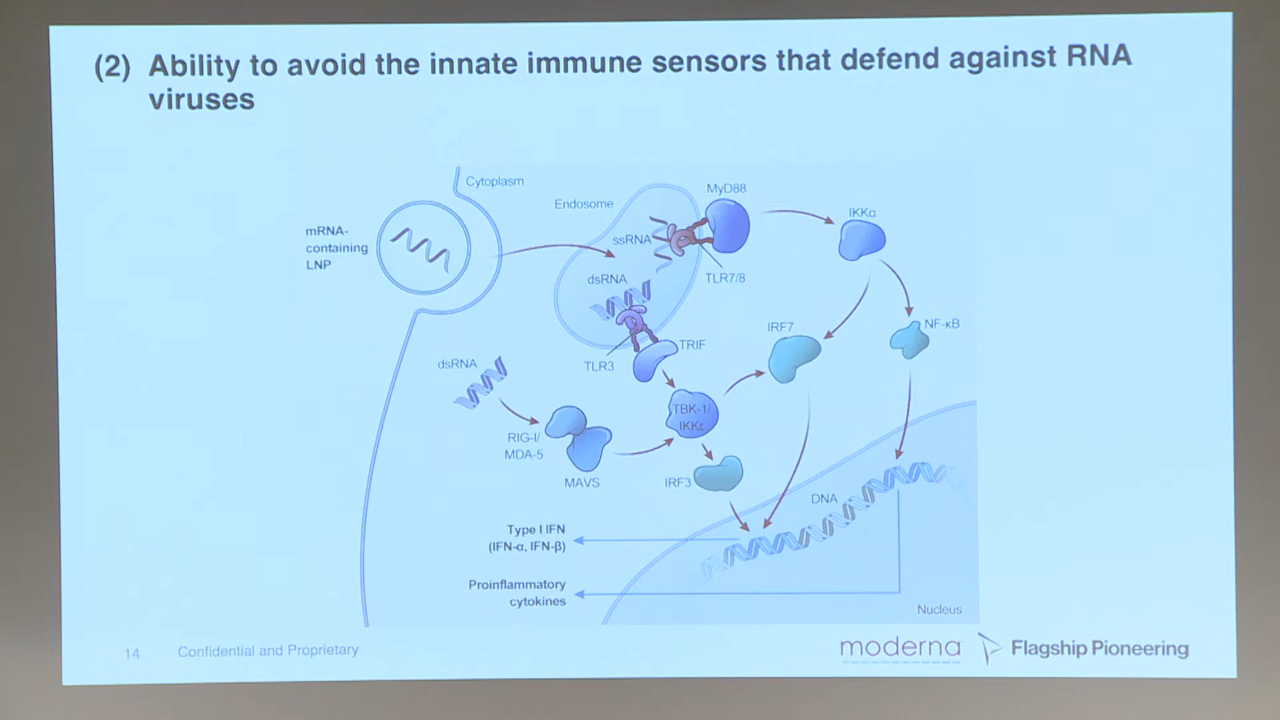 (2) Ability to avoid the innate immune sensors that defend against RNA
viruses
Cytoplasm
MyD88
Endosome
IKKα
mRNA-
containing
LNP
ssRNA
dsRNA
TLR7/8
IRF7
NF-κB
TRIF
dsRNA
TLR3
TBK-1/
IKKε
RIG-I/
MDA-5
MAVS
IRF3
DNA
Type I IFN
(IFN-α, IFN-β)
Proinflammatory
cytokines
Nucleus
14
Confidential and Proprietary
moderna
Flagship Pioneering